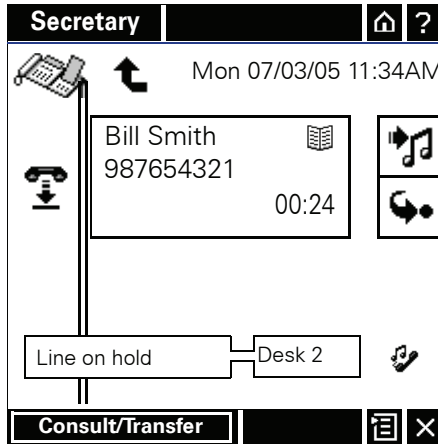 Secretary ?
Mon 07/03/05 11:34AM
Bill Smith
987654321
00:24
Line on hold Desk 2
Consult/Transfer